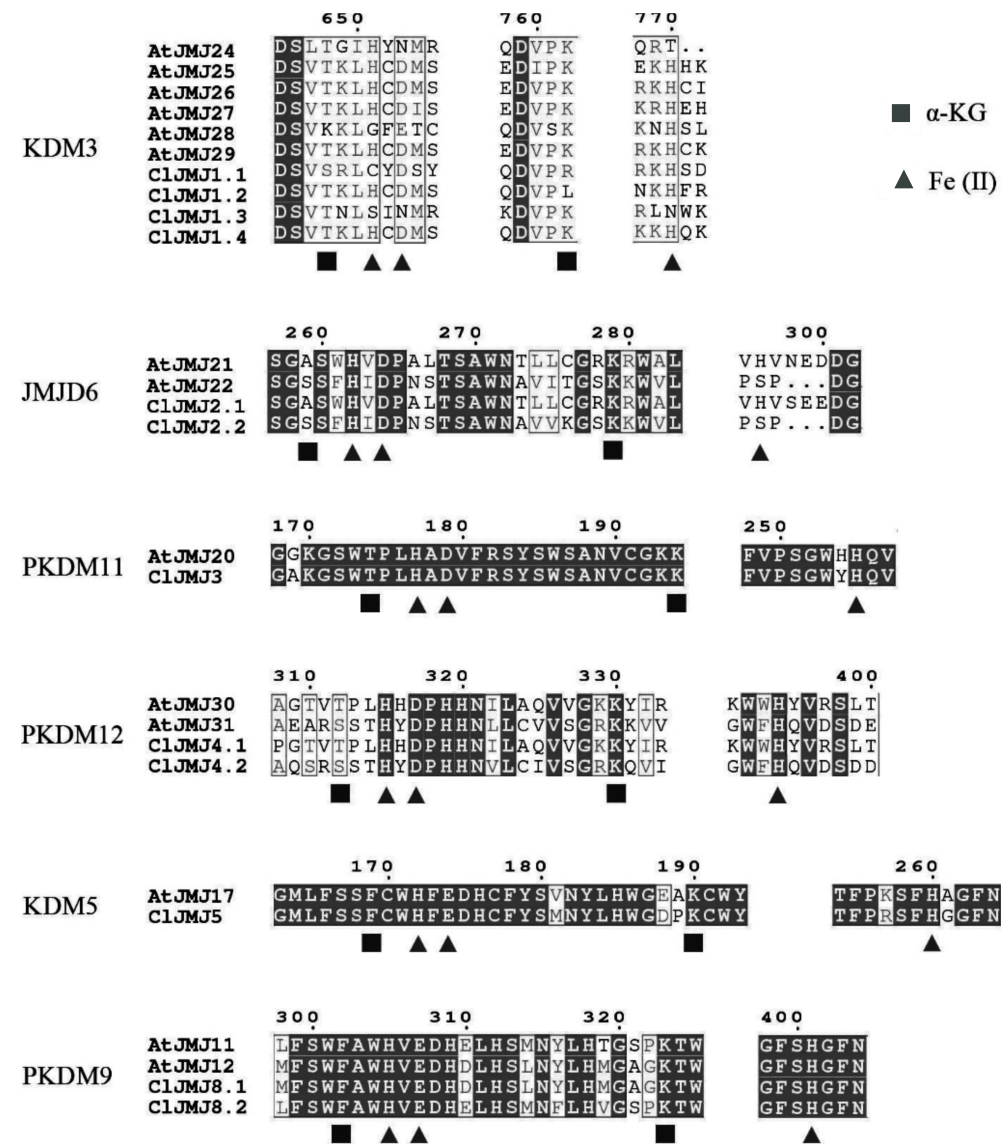 650 760 770
AtJMJ24 DSLTGIHYNMR QDVPK QRT..
AtJMJ25 DSVTKLHCDMS EDIPK EKHHK
AtJMJ26 DSVTKLHCDMS EDVPK RKHCI
AtJMJ27 DSVTKLHCDIS EDVPK KRHEH
AtJMJ28 DSVKKLGFETC QDVSK KNHSL
KDM3 AtJMJ29 DSVTKLHCDMS EDVPK RKHCK
ClJMJ1.1 DSVSRLCYDSY QDVPR RKHSD
ClJMJ1.2 DSVTKLHCDMS QDVPL NKHFR
ClJMJ1.3 DSVTNLSINMR KDVPK RLNWK
ClJMJ1.4 DSVTKLHCDMS QDVPK KKHQK
■ α-KG
▲ Fe (II)
260 270 280 300
AtJMJ21 SGASWHVDPALTSAWNTLLCGRKRWAL VHVNEDDG
JMJD6 AtJMJ22 SGSSFHIDPNSTSAWNAVITGSKKWVL PSP...DG
ClJMJ2.1 SGASWHVDPALTSAWNTLLCGRKRWAL VHVSEEDG
ClJMJ2.2 SGSSFHIDPNSTSAWNAVVKGSKKWVL PSP...DG
170 180 190 250
PKDM11 AtJMJ20 GGKGSWTPLHADVFRSYSWSANVCGKK FVPSGWHHQV
ClJMJ3 GAKGSWTPLHADVFRSYSWSANVCGKK FVPSGWYHQV
310 320 330 400
AtJMJ30 AGTVTPLHHDPHHNILAQVVGKKYIR KWWHYVRSLT
PKDM12 AtJMJ31 AEARSSTHYDPHHNLLCVVSGRKKVV GWFHQVDSDE
ClJMJ4.1 PGTVTPLHHDPHHNILAQVVGKKYIR KWWHYVRSLT
ClJMJ4.2 AQSRSSTHYDPHHNVLCIVSGRKQVI GWFHQVDSDD
170 180 190 260
KDM5 AtJMJ17 GMLFSSFCWHFEDHCFYSVNYLHWGEAKCWY TFPKSFHAGFN
ClJMJ5 GMLFSSFCWHFEDHCFYSMNYLHWGDPKCWY TFPRSFHGGFN
300 310 320 400
AtJMJ11 LFSWFAWHVEDHELHSMNYLHTGSPKTW GFSHGFN
PKDM9 AtJMJ12 MFSWFAWHVEDHDLHSLNYLHMGAGKTW GFSHGFN
ClJMJ8.1 MFSWFAWHVEDHDLHSLNYLHMGAGKTW GFSHGFN
ClJMJ8.2 LFSWFAWHVEDHELHSMNFLHVGSPKTW GFSHGFN